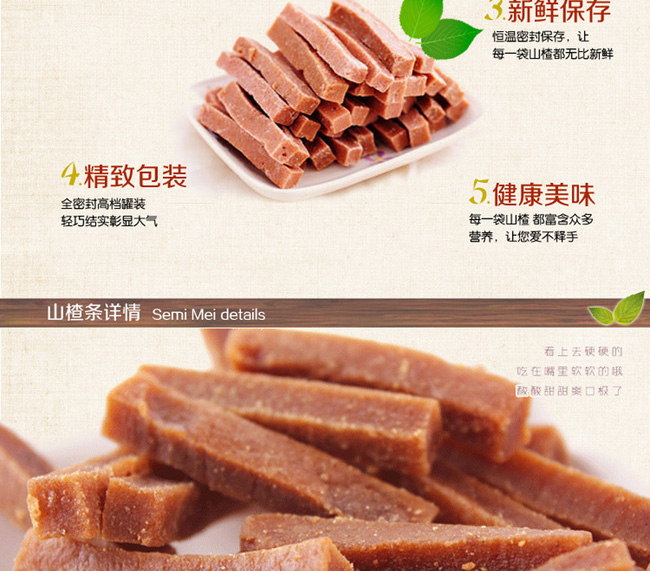 3.新鲜保存
恒温密封保存，让
每一袋山楂都无比新鲜
4.精致包装
全密封高档罐装
轻巧结实彰显大气
5.健康美味
每一袋山楂 都富含众多
营养，让您爱不释手
山楂条详情 Semi Mei details
看上去硬硬的
吃在嘴里软软的哦
酸酸甜甜爽口极了